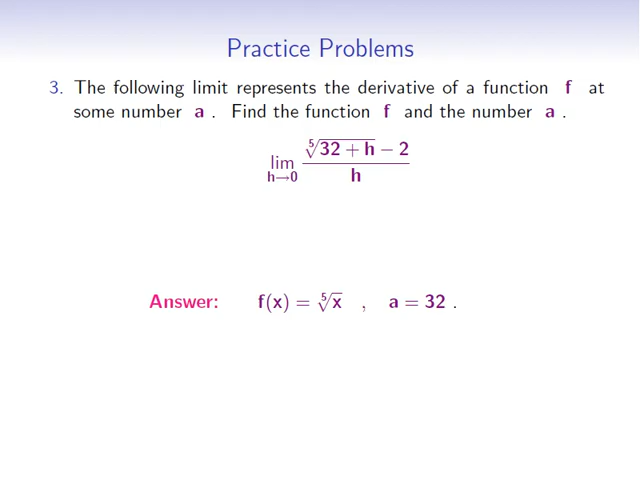 Practice Problems
3. The following limit represents the derivative of a function f at
some number a . Find the function f and the number a .
lim h→0 (⁵√(32 + h) − 2) / h
Answer: f(x) = ⁵√x , a = 32 .